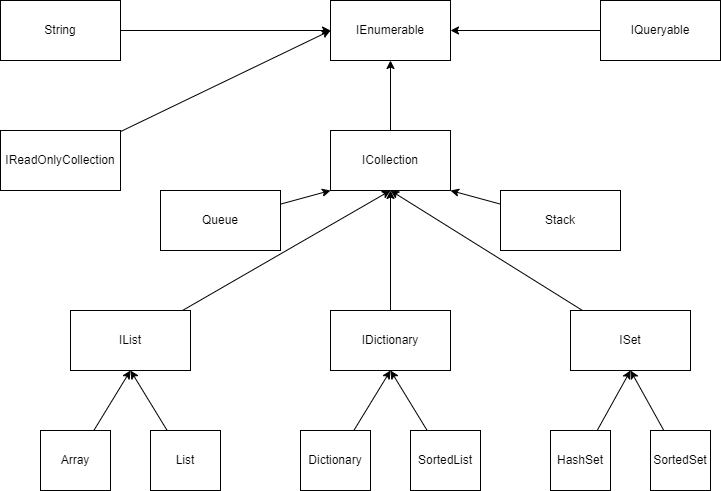 String
IEnumerable
IQueryable
IReadOnlyCollection
ICollection
Queue
Stack
IList
IDictionary
ISet
Array
List
Dictionary
SortedList
HashSet
SortedSet